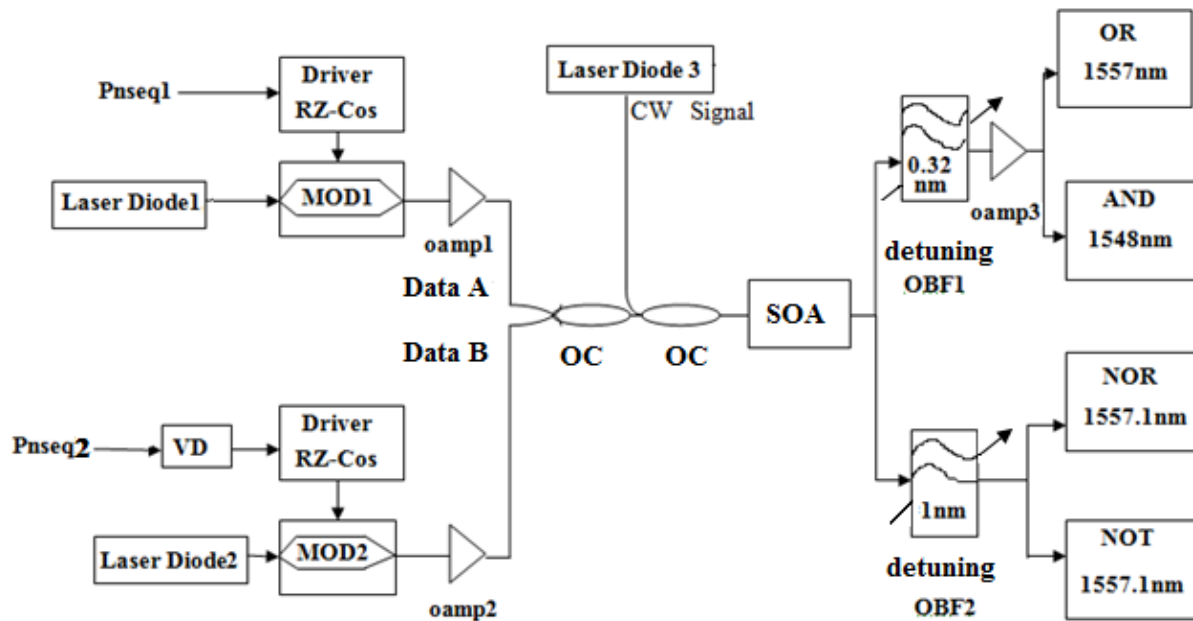 Pnseq1
Driver
RZ-Cos
Laser Diode1
MOD1
oamp1
Data A
Data B
Pnseq2
VD
Driver
RZ-Cos
Laser Diode2
MOD2
oamp2
Laser Diode 3
CW Signal
OC
OC
SOA
0.32
nm
oamp3
detuning
OBF1
OR
1557nm
AND
1548nm
1nm
detuning
OBF2
NOR
1557.1nm
NOT
1557.1nm